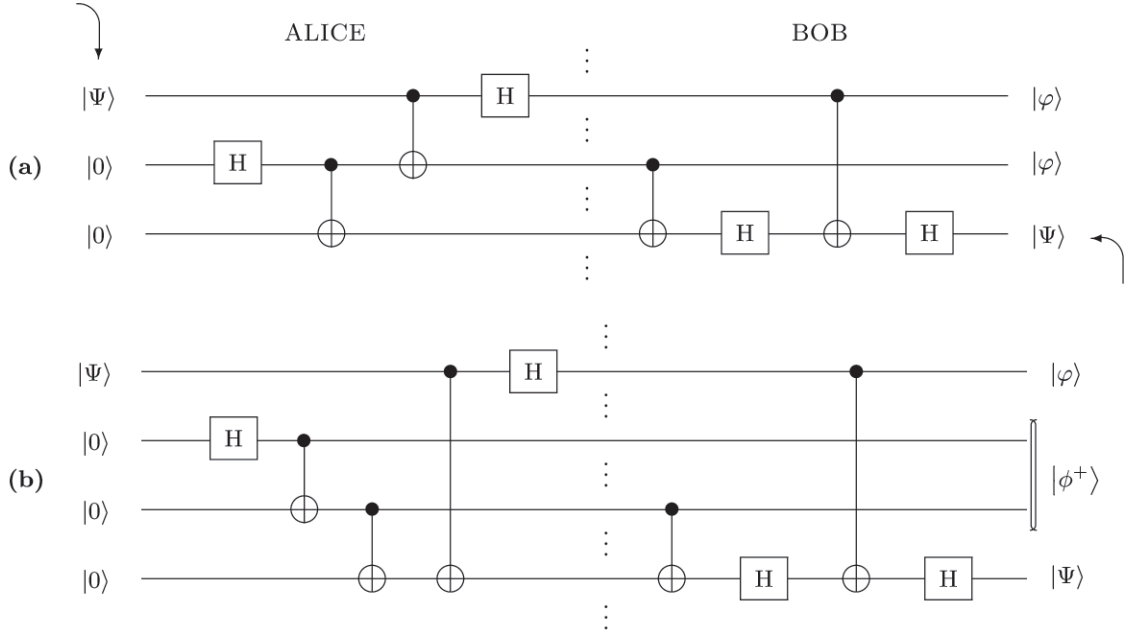 ALICE BOB
|Ψ⟩ H |φ⟩
(a) |0⟩ H |φ⟩
|0⟩ H H |Ψ⟩
|Ψ⟩ H |φ⟩
|0⟩ H
(b) |ϕ⁺⟩
|0⟩
|0⟩ H H |Ψ⟩